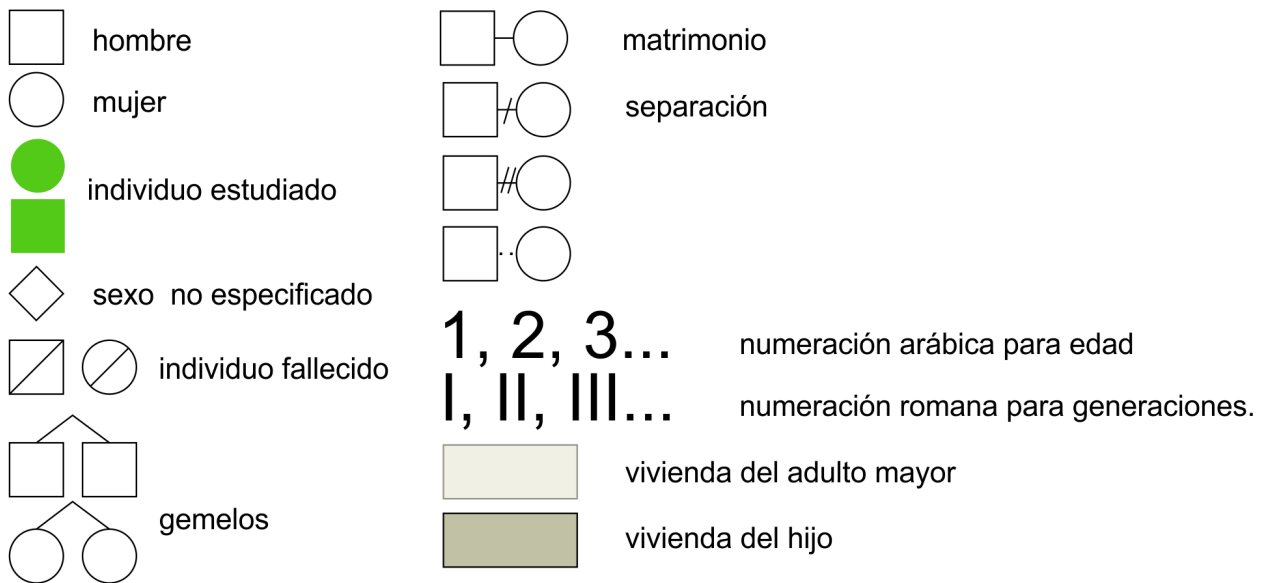 hombre
mujer
individuo estudiado
sexo no especificado
individuo fallecido
gemelos
matrimonio
separación
1, 2, 3... numeración arábica para edad
I, II, III... numeración romana para generaciones.
vivienda del adulto mayor
vivienda del hijo